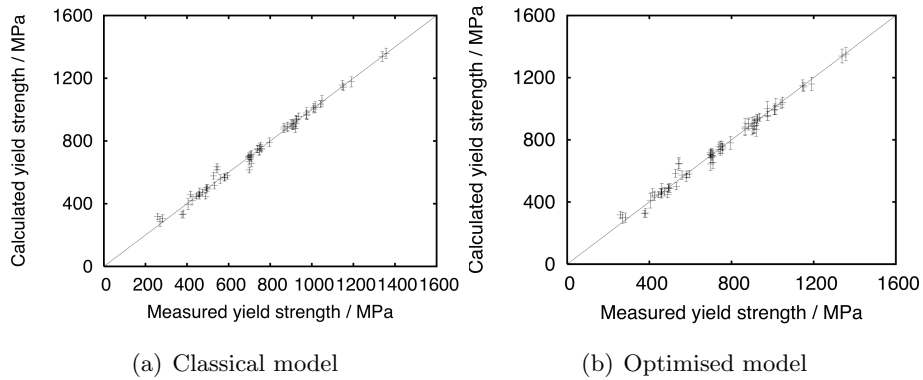 1600
1200
800
400
0
Calculated yield strength / MPa
0 200 400 600 800 1000 1200 1400 1600
Measured yield strength / MPa
(a) Classical model
1600
1200
800
400
0
Calculated yield strength / MPa
0 400 800 1200 1600
Measured yield strength / MPa
(b) Optimised model